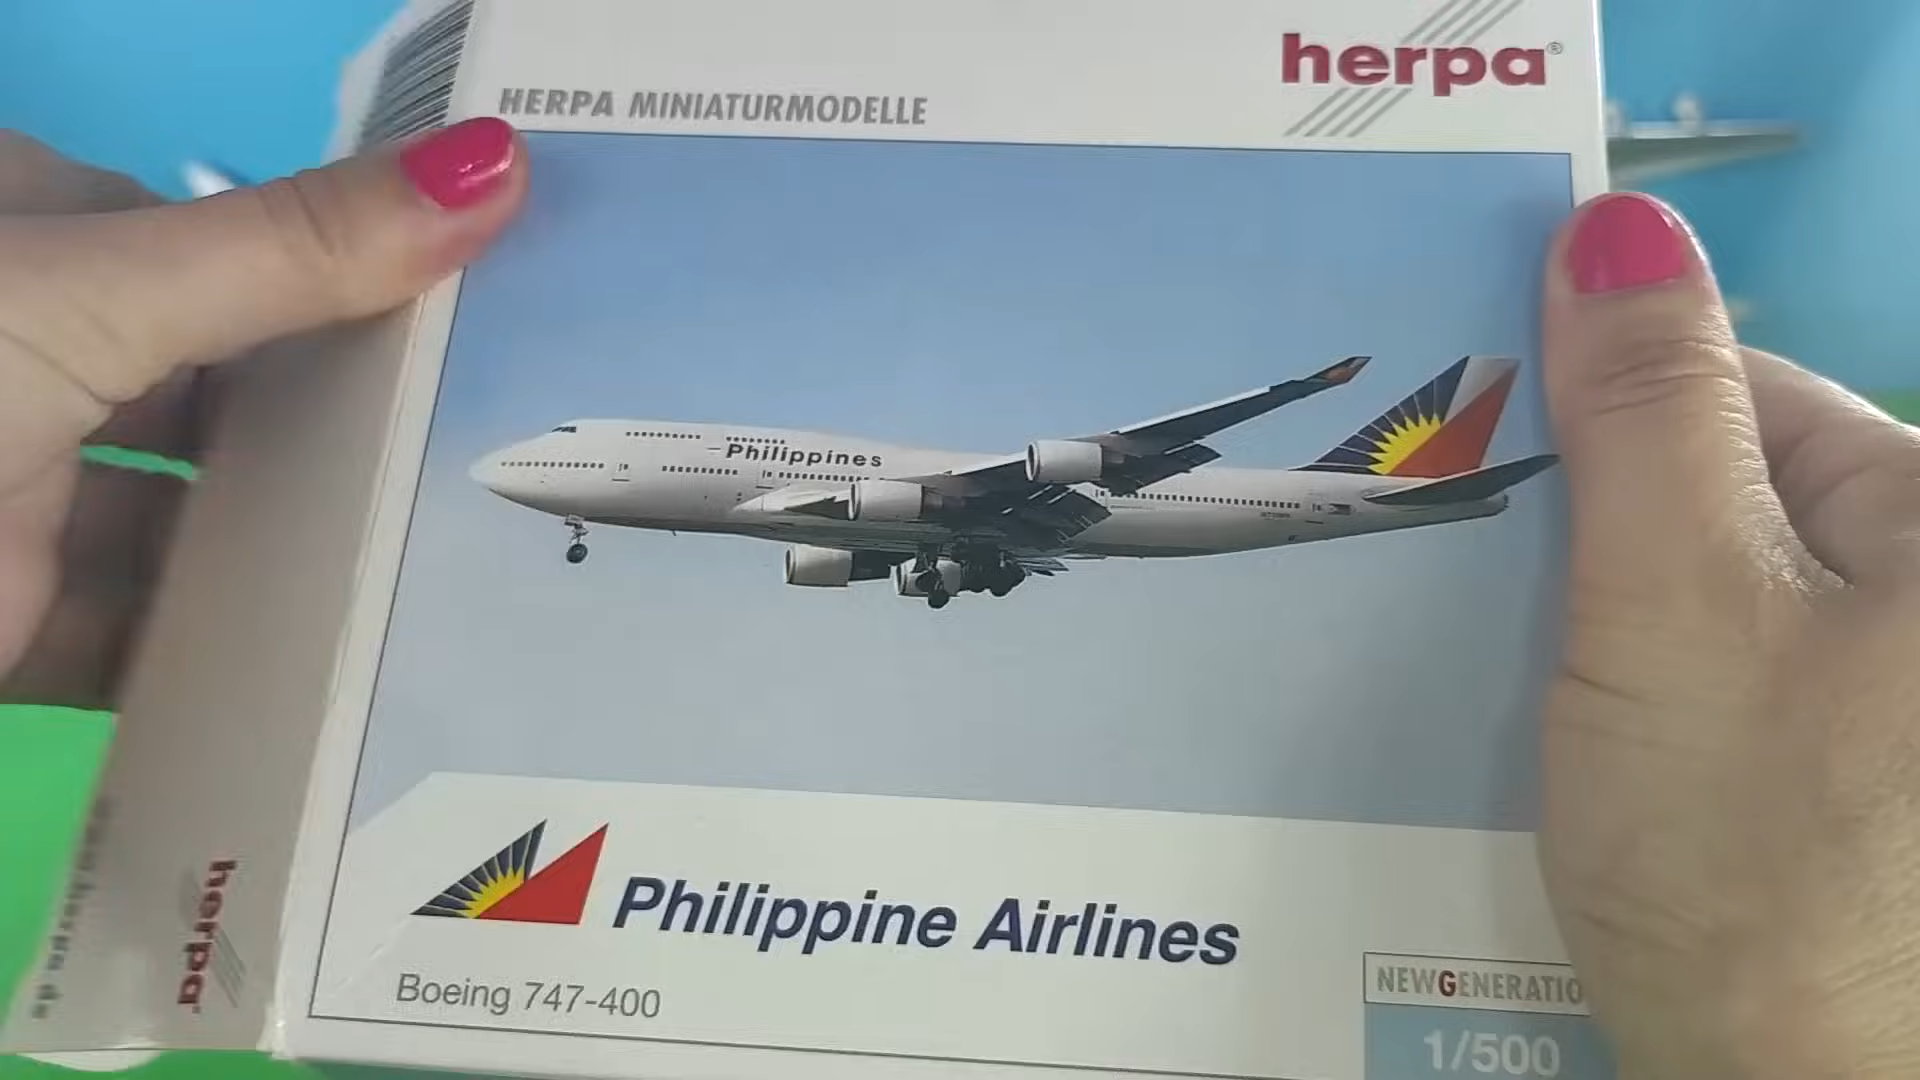 herpa®
HERPA MINIATURMODELLE
Philippines
Philippine Airlines
Boeing 747-400
NEWGENERATIO
1/500
herpa